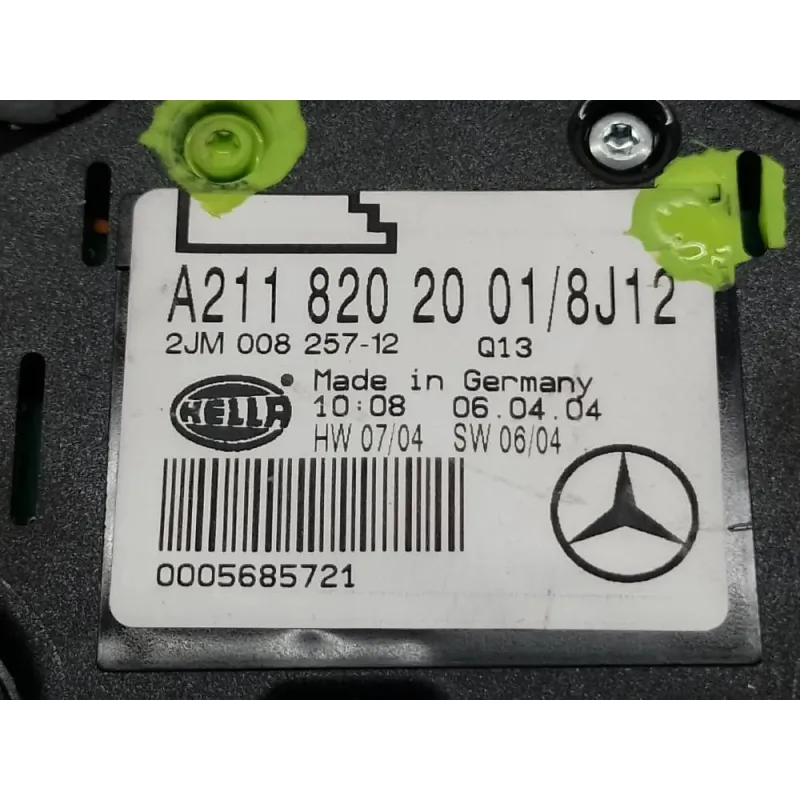 A211 820 20 01/8J12
2JM 008 257-12 Q13
HELLA
Made in Germany
10:08 06.04.04
HW 07/04 SW 06/04
0005685721